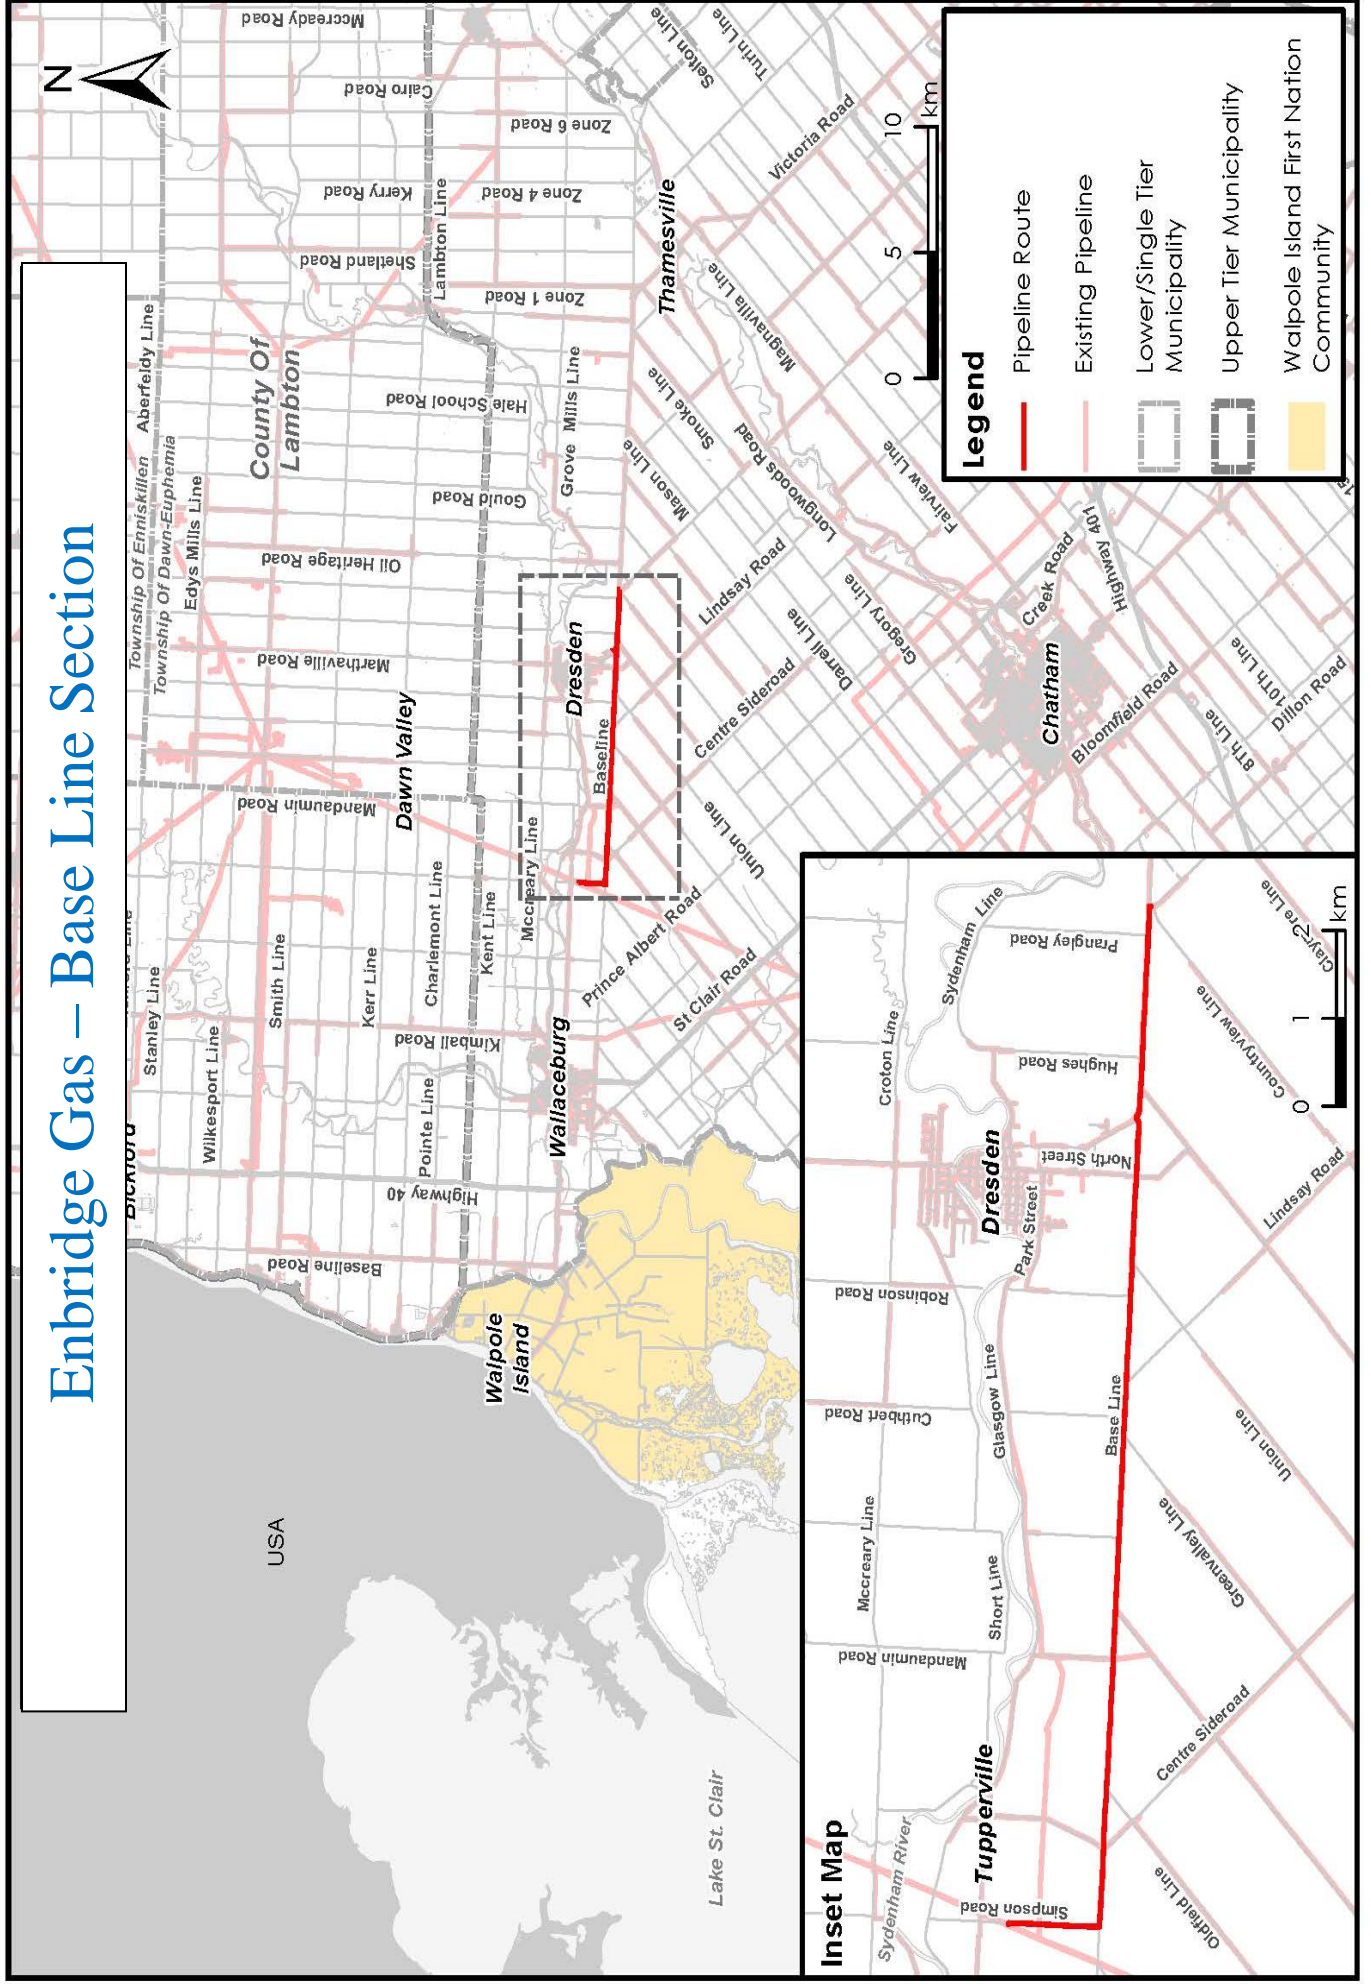 Enbridge Gas – Base Line Section
N
USA
Lake St. Clair
Walpole
Island
Bickford
Stanley Line
Wilkesport Line
Smith Line
Kerr Line
Charlemont Line
Pointe Line
Kent Line
Kimball Road
Highway 40
Baseline Road
Wallaceburg
Mccreary Line
Prince Albert Road
St Clair Road
Union Line
Mandaumin Road
Dawn Valley
Township Of Enniskillen
Township Of Dawn-Euphemia
Aberfeldy Line
Edys Mills Line
County Of
Lambton
Marthaville Road
Oil Heritage Road
Gould Road
Hale School Road
Shetland Road
Kerry Road
Cairo Road
Mccready Road
Lambton Line
Zone 1 Road
Zone 4 Road
Zone 6 Road
Grove Mills Line
Dresden
Baseline
Thamesville
Selton Line
Turin Line
Victoria Road
Magnavilla Line
Smoke Line
Mason Line
Longwoods Road
Lindsay Road
Centre Sideroad
Darrell Line
Gregory Line
Fairview Line
Creek Road
Highway 401
Chatham
Bloomfield Road
8Th Line
10Th Line
Dillon Road
0 5 10
km
Legend
Pipeline Route
Existing Pipeline
Lower/Single Tier
Municipality
Upper Tier Municipality
Walpole Island First Nation
Community
Inset Map
Sydenham River
Tupperville
Simpson Road
Oldfield Line
Centre Sideroad
Mandaumin Road
Mccreary Line
Short Line
Greenvalley Line
Cuthbert Road
Glasgow Line
Base Line
Union Line
Robinson Road
Park Street
Dresden
North Street
Croton Line
Sydenham Line
Hughes Road
Prangley Road
Countryview Line
Lindsay Road
0 1 2
km